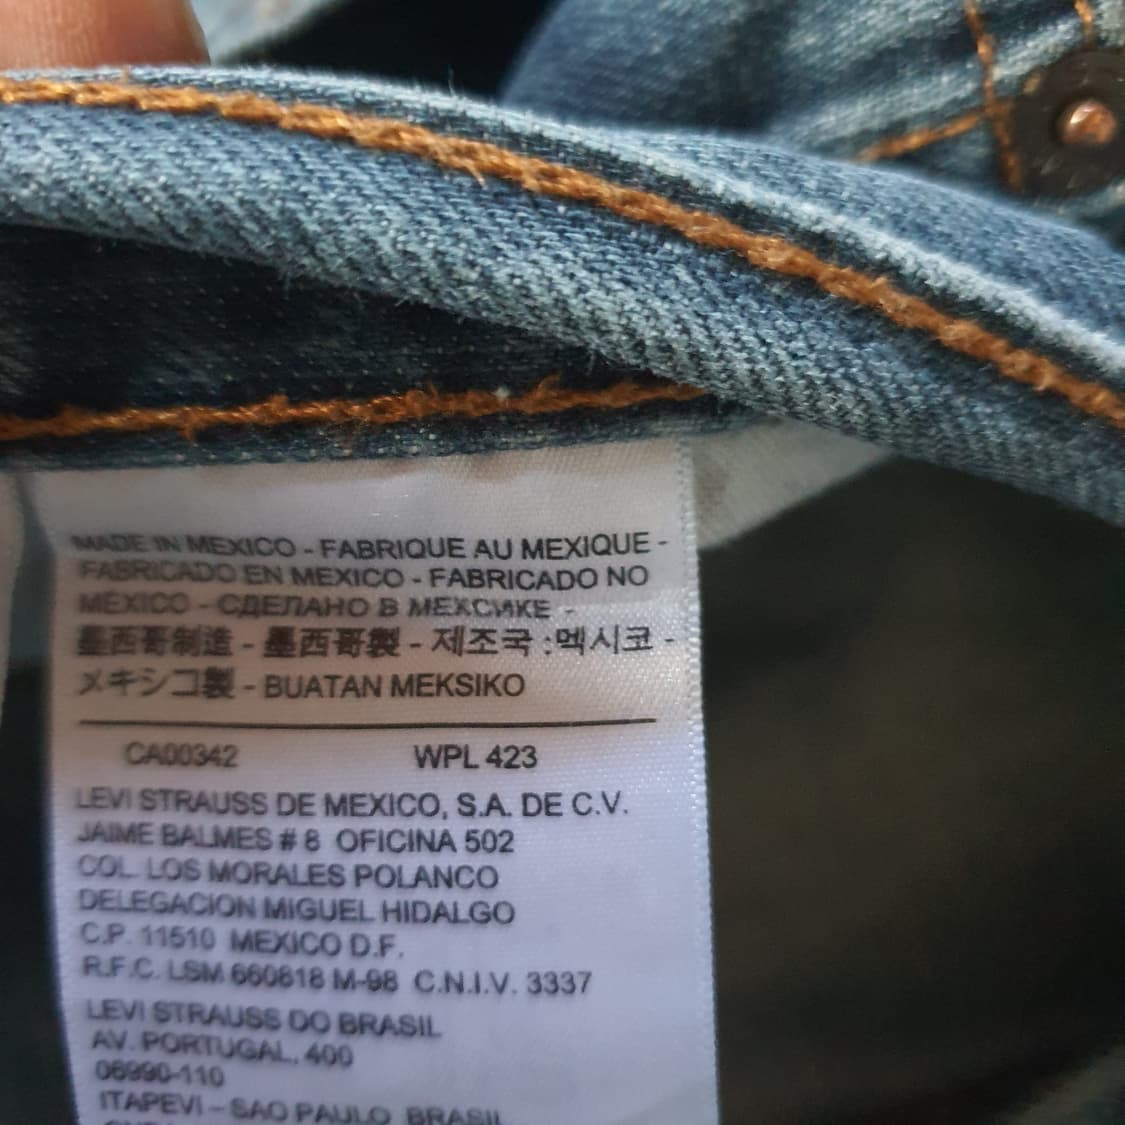 MADE IN MEXICO - FABRIQUE AU MEXIQUE -
FABRICADO EN MEXICO - FABRICADO NO
MÉXICO - СДЕЛАНО В МЕХСИКЕ -
墨西哥制造 - 墨西哥製 - 제조국 :멕시코 -
メキシコ製 - BUATAN MEKSIKO
CA00342 WPL 423
LEVI STRAUSS DE MEXICO, S.A. DE C.V.
JAIME BALMES # 8 OFICINA 502
COL. LOS MORALES POLANCO
DELEGACION MIGUEL HIDALGO
C.P. 11510 MEXICO D.F.
R.F.C. LSM 660818 M-98 C.N.I.V. 3337
LEVI STRAUSS DO BRASIL
AV. PORTUGAL, 400
06690-110
ITAPEVI – SAO PAULO BRASIL